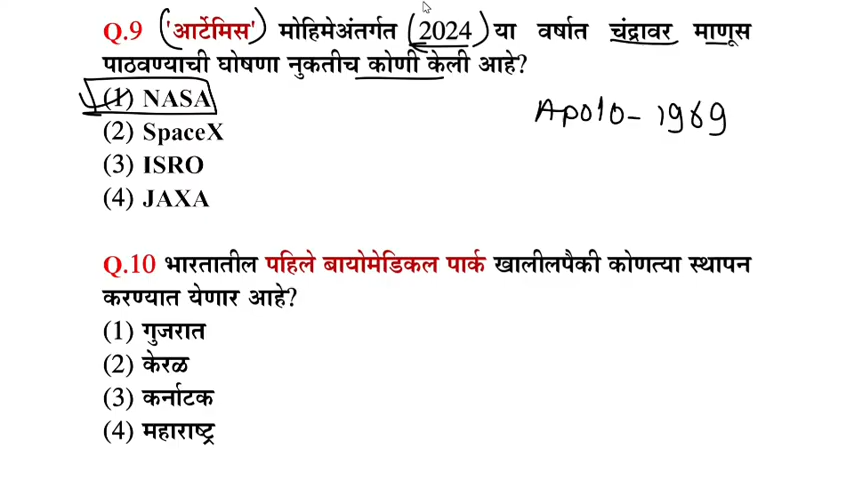 Q.9 'आर्टेमिस' मोहिमेअंतर्गत 2024 या वर्षात चंद्रावर माणूस
पाठवण्याची घोषणा नुकतीच कोणी केली आहे?
(1) NASA
Apolo - 1969
(2) SpaceX
(3) ISRO
(4) JAXA
Q.10 भारतातील पहिले बायोमेडिकल पार्क खालीलपैकी कोणत्या स्थापन
करण्यात येणार आहे?
(1) गुजरात
(2) केरळ
(3) कर्नाटक
(4) महाराष्ट्र